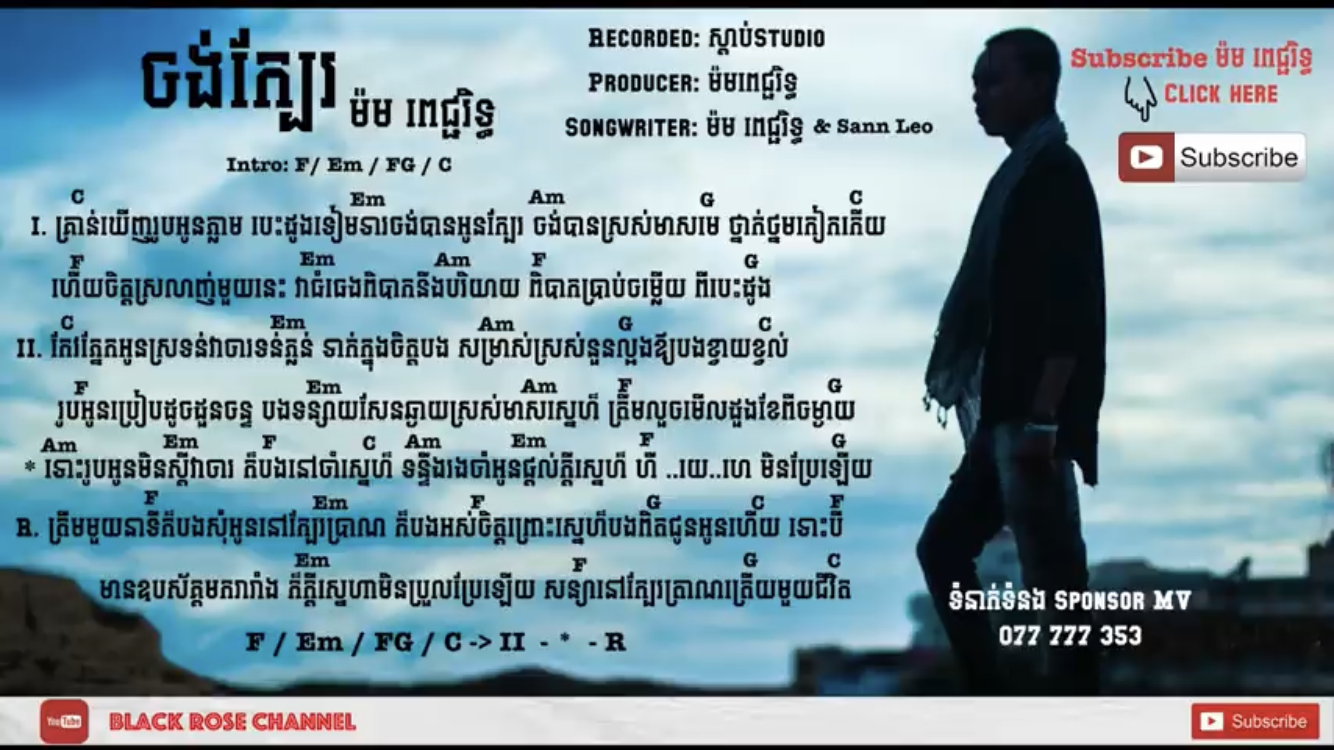 ចង់ក្បែរ ម៉ម ពេជ្ជរិទ្ធ
Recorded: ស្ដាប់studio
Producer: ម៉មពេជ្ជរិទ្ធ
Songwriter: ម៉ម ពេជ្ជរិទ្ធ & Sann Leo
Subscribe ម៉ម ពេជ្ជរិទ្ធ
Click here
Subscribe
Intro: F/ Em / FG / C
C Em Am G C
I. គ្រាន់ឃើញរូបអូនភ្លាម បេះដូងទៀមទារចង់បានអូនក្បែរ ចង់បានស្រស់មាសមេ ថ្នាក់ថ្នមកៀកកើយ
F Em Am F G
ហើយចិត្តស្រលាញ់មួយនេះ វាធំធេងពិបាកនឹងបរិយាយ ពិបាកប្រាប់ចម្លើយ ពីបេះដូង
C Em Am G C
II. កែវភ្នែកអូនស្រទន់វាចារទន់ភ្លន់ ទាក់ក្នុងចិត្តបង សម្រាស់ស្រស់នួនល្អងឱ្យបងខ្វាយខ្វល់
F Em Am F G
រូបអូនប្រៀបដូចដួនចន្ទ បងទន្សាយសែនឆ្ងាយស្រស់មាសស្នេហ៍ ត្រឹមលួចមើលដួងខែពីចម្ងាយ
Am Em F C Am Em F G
* ទោះរូបអូនមិនស្ដីវាចារ ក៏បងនៅចាំស្នេហ៍ ទន្ទឹងរងចាំអូនផ្ដល់ក្ដីស្នេហ៍ ហឺ ..យេ..ហេ មិនប្រែឡើយ
F Em F G C F
R. ត្រឹមមួយនាទីក៏បងសុំអូននៅក្បែរប្រាណ ក៏បងអស់ចិត្តព្រោះស្នេហ៍បងពិតជូនអូនហើយ ទោះបី
Em F G C
មានឧបស័គ្គមករារាំង ក៏ក្ដីស្នេហាមិនប្រួលប្រែឡើយ សន្យានៅក្បែរត្រាណត្រើយមួយជីវិត
F / Em / FG / C -> II - * - R
ទំនាក់ទំនង Sponsor MV
077 777 353
YouTube BLACK ROSE CHANNEL
Subscribe